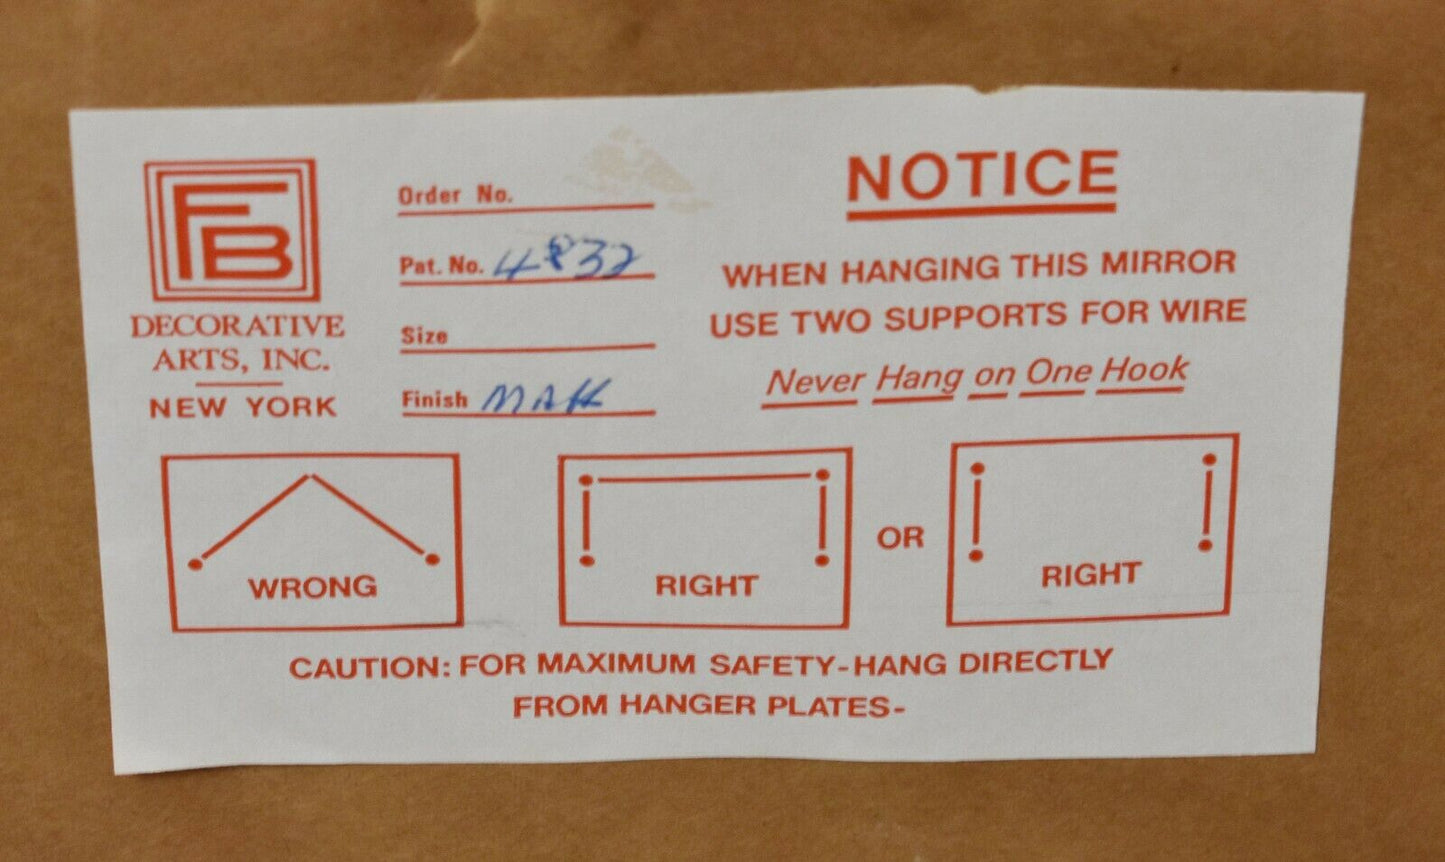 FB
DECORATIVE
ARTS, INC.
NEW YORK
Order No.
Pat. No. 4832
Size
Finish MAH
NOTICE
WHEN HANGING THIS MIRROR
USE TWO SUPPORTS FOR WIRE
Never Hang on One Hook
WRONG
RIGHT
OR
RIGHT
CAUTION: FOR MAXIMUM SAFETY-HANG DIRECTLY
FROM HANGER PLATES-